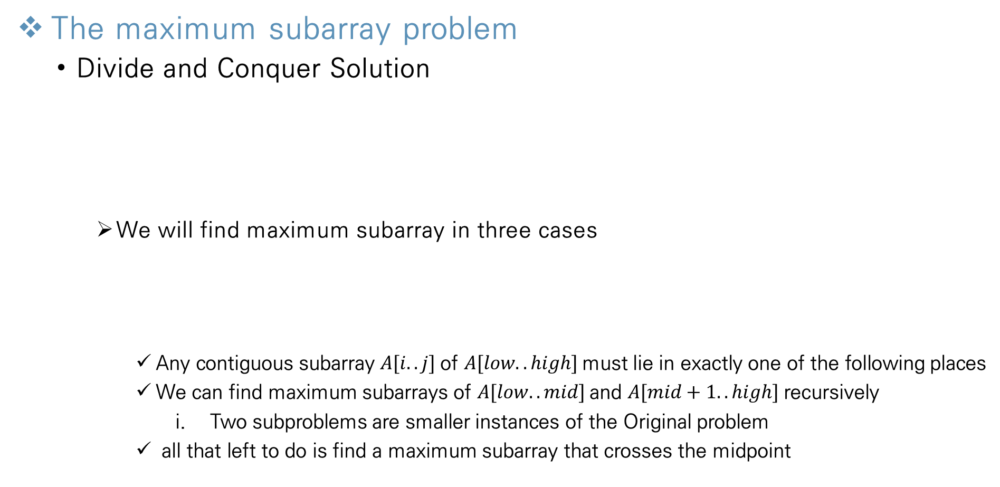 ❖ The maximum subarray problem
• Divide and Conquer Solution
➢ We will find maximum subarray in three cases
✓ Any contiguous subarray A[i..j] of A[low..high] must lie in exactly one of the following places
✓ We can find maximum subarrays of A[low..mid] and A[mid + 1..high] recursively
i. Two subproblems are smaller instances of the Original problem
✓ all that left to do is find a maximum subarray that crosses the midpoint